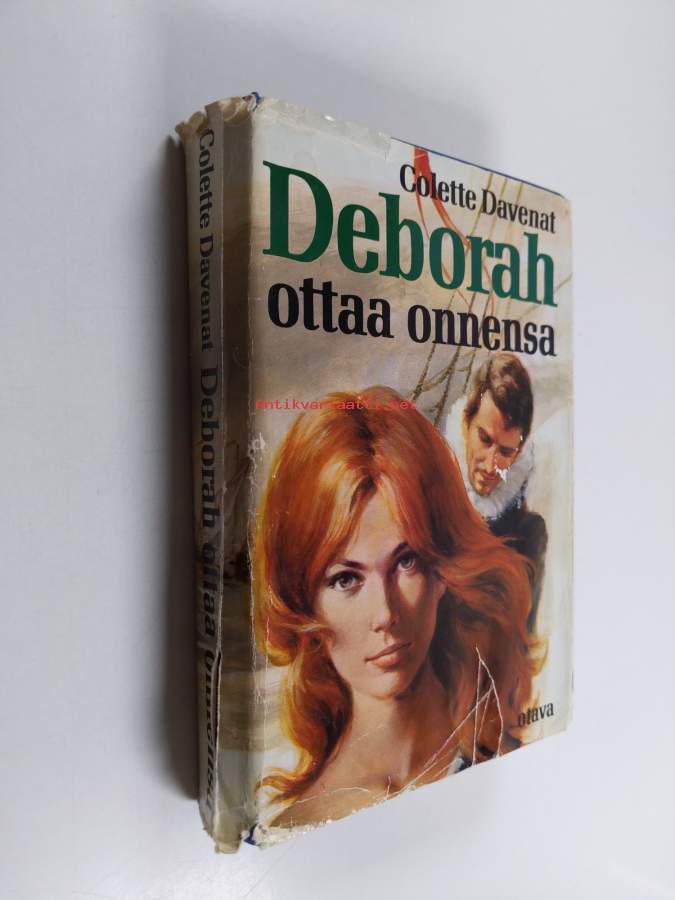 Colette Davenat
Deborah
ottaa onnensa
antikvariaatti.net
otava
Colette Davenat Deborah ottaa onnensa